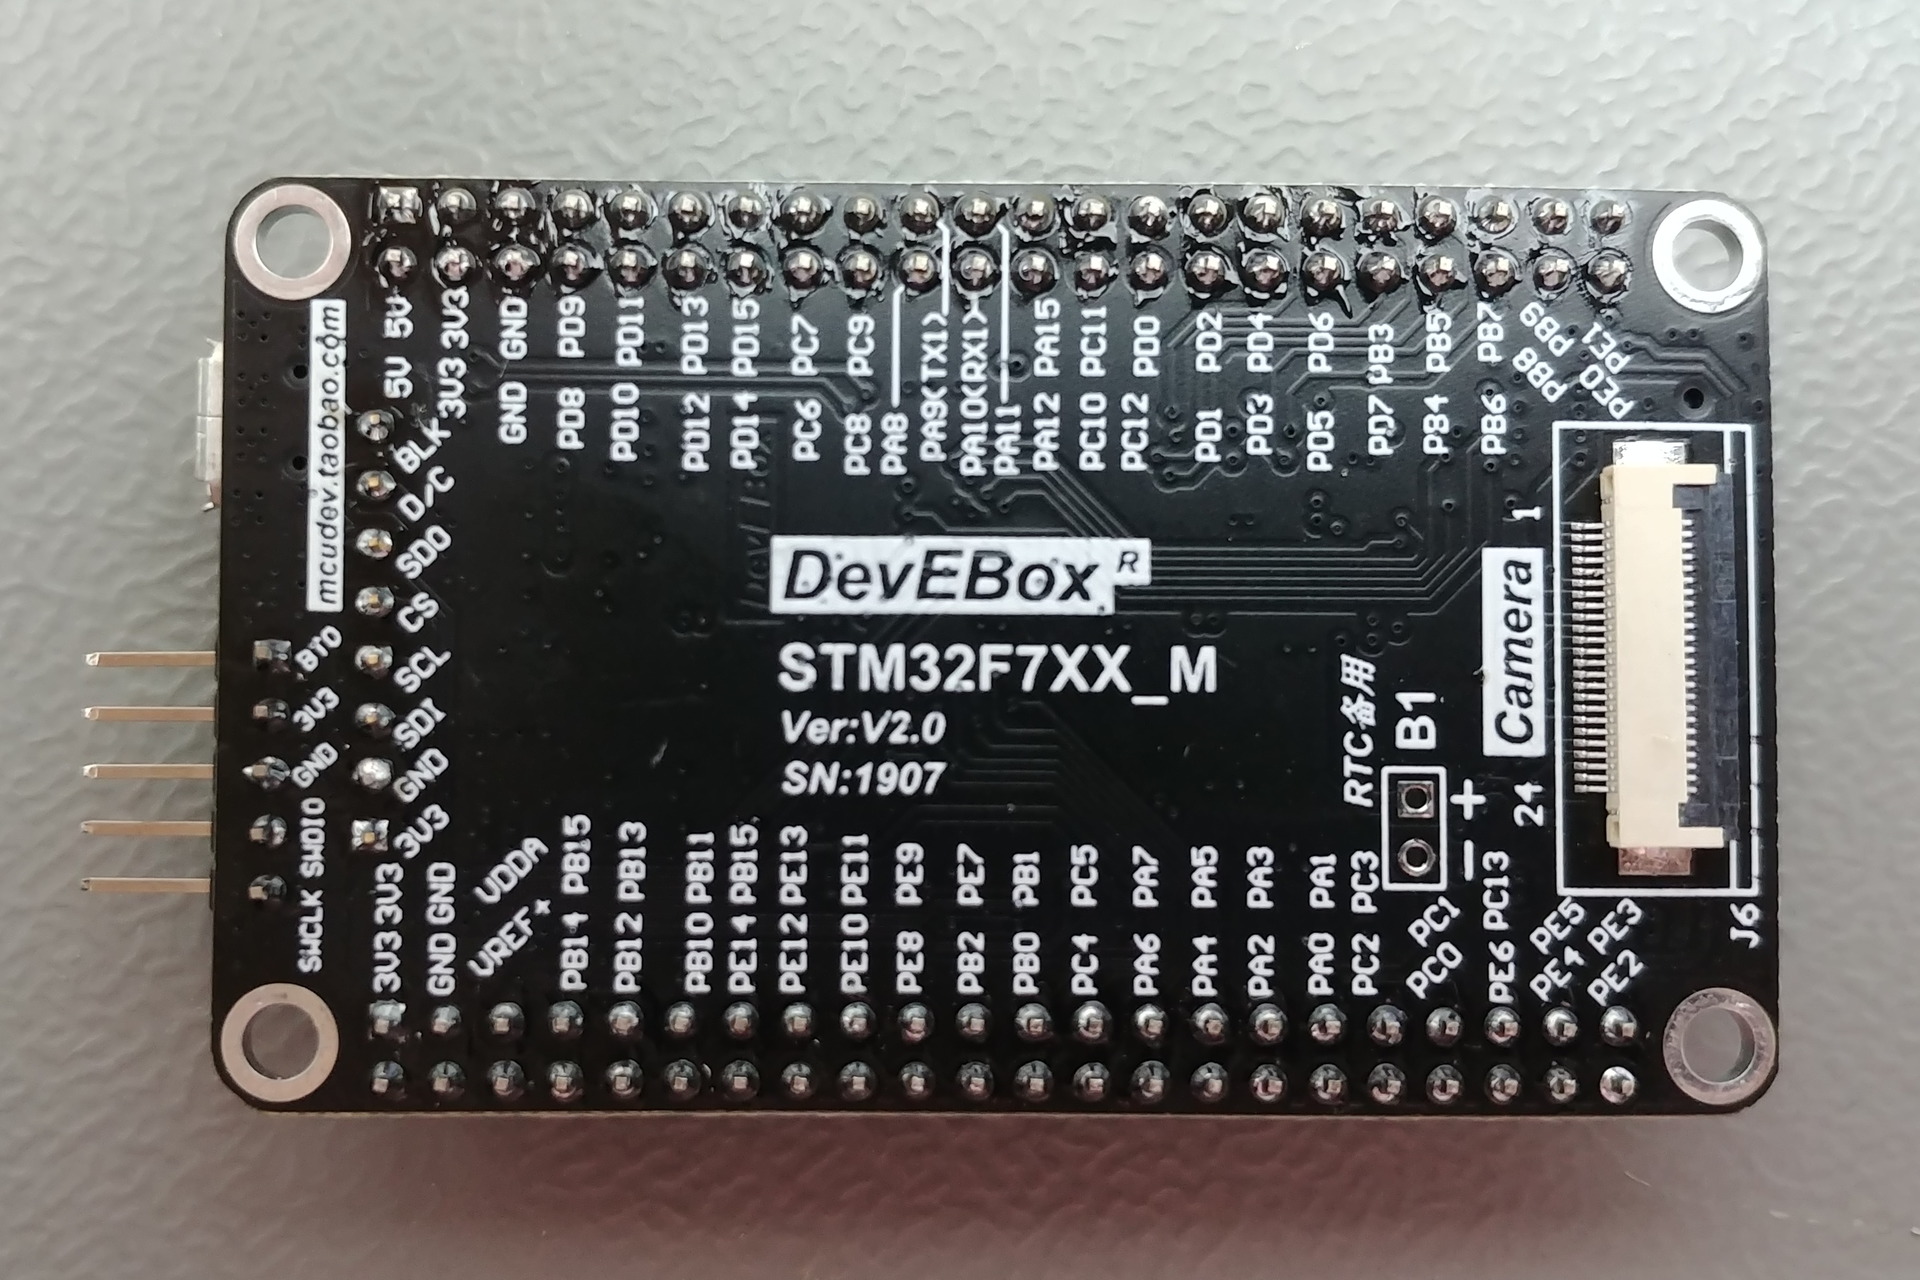 5V 5V
3V3 3V3
GND GND
PD8 PD9
PD10 PD11
PD12 PD13
PD14 PD15
PC6 PC7
PC8 PC9
PA8
PA9(TX1)
PA10(RX1)
PA11
PA12 PA15
PC10 PC11
PC12 PD0
PD1 PD2
PD3 PD4
PD5 PD6
PD7 PB3
PB4 PB5
PB6 PB7
PB8 PB9
PE0 PE1
mcudev.taobao.com
BLK
D/C
SDO
CS
SCL
SDI
GND
3V3
BT0
3V3
GND
SWDIO
SWCLK
DevEBox R
STM32F7XX_M
Ver:V2.0
SN:1907
RTC备用
B1
+
-
Camera
1
24
J6
3V3 3V3
GND GND
VREF+ VDDA
PB14 PB15
PB12 PB13
PB10 PB11
PE14 PB15
PE12 PE13
PE10 PE11
PE8 PE9
PB2 PE7
PB0 PB1
PC4 PC5
PA6 PA7
PA4 PA5
PA2 PA3
PA0 PA1
PC2 PC3
PC0 PC1
PE6 PC13
PE4 PE5
PE2 PE3